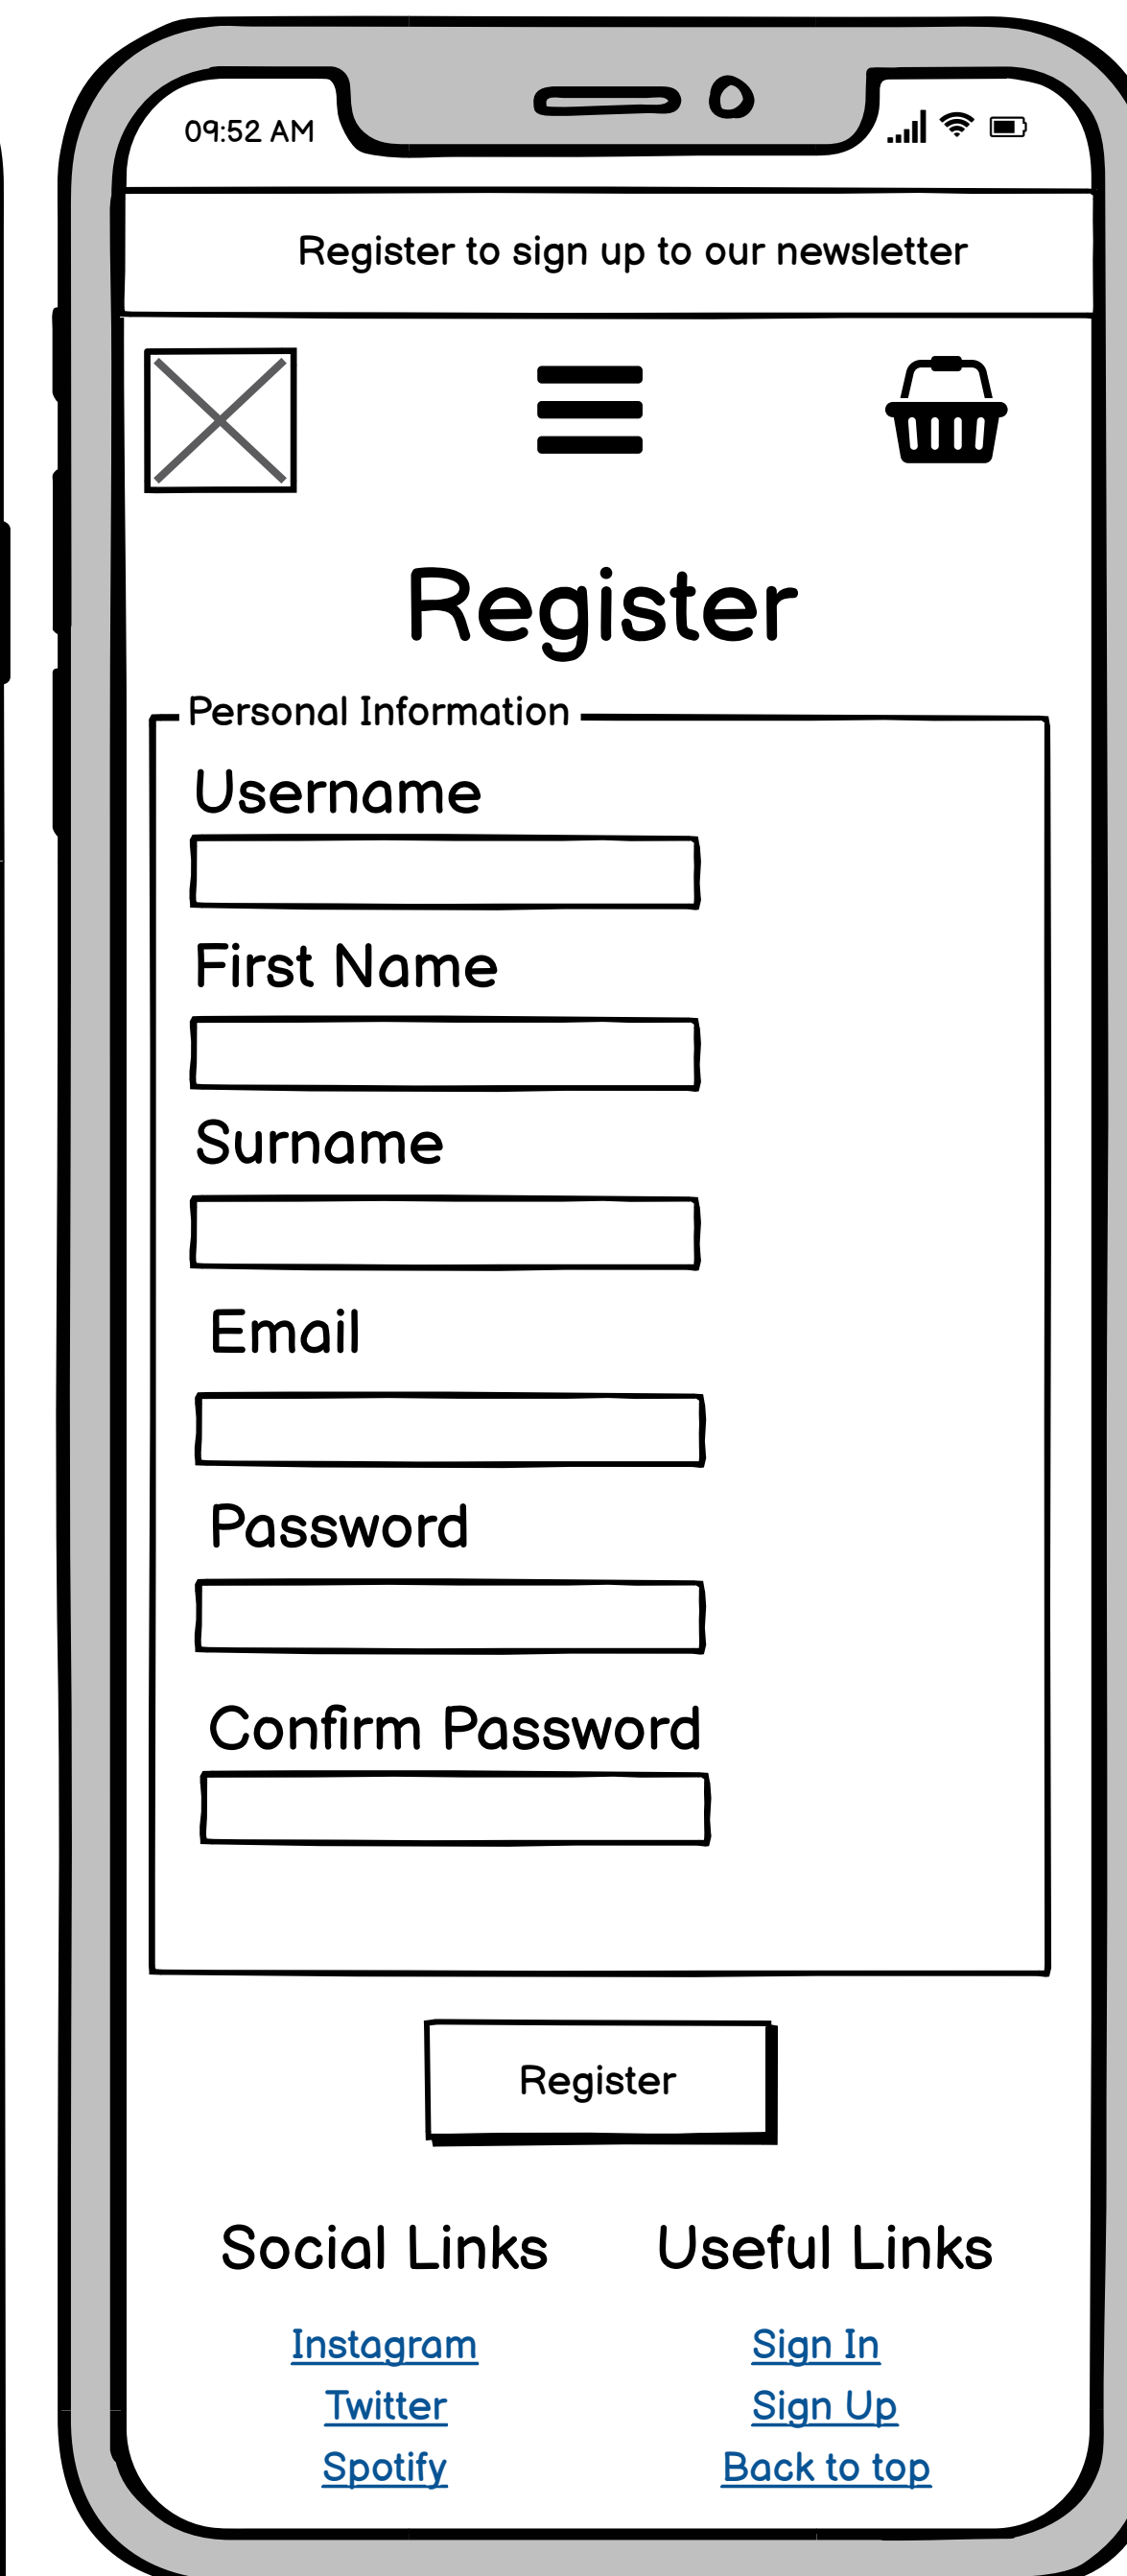 09:52 AM
Register to sign up to our newsletter
Register
Personal Information
Username
First Name
Surname
Email
Password
Confirm Password
Register
Social Links
Useful Links
Instagram
Sign In
Twitter
Sign Up
Spotify
Back to top